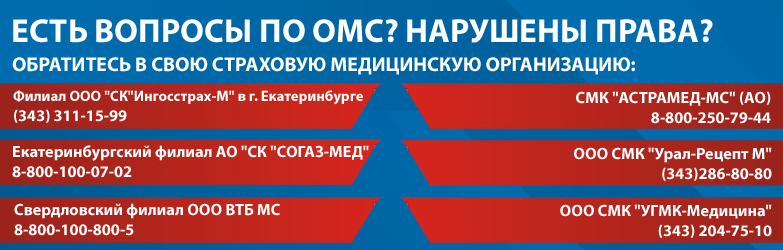 ЕСТЬ ВОПРОСЫ ПО ОМС? НАРУШЕНЫ ПРАВА?
ОБРАТИТЕСЬ В СВОЮ СТРАХОВУЮ МЕДИЦИНСКУЮ ОРГАНИЗАЦИЮ:
Филиал ООО "СК"Ингосстрах-М" в г. Екатеринбурге
(343) 311-15-99
СМК "АСТРАМЕД-МС" (АО)
8-800-250-79-44
Екатеринбургский филиал АО "СК "СОГАЗ-МЕД"
8-800-100-07-02
ООО СМК "Урал-Рецепт М"
(343)286-80-80
Свердловский филиал ООО ВТБ МС
8-800-100-800-5
ООО СМК "УГМК-Медицина"
(343) 204-75-10